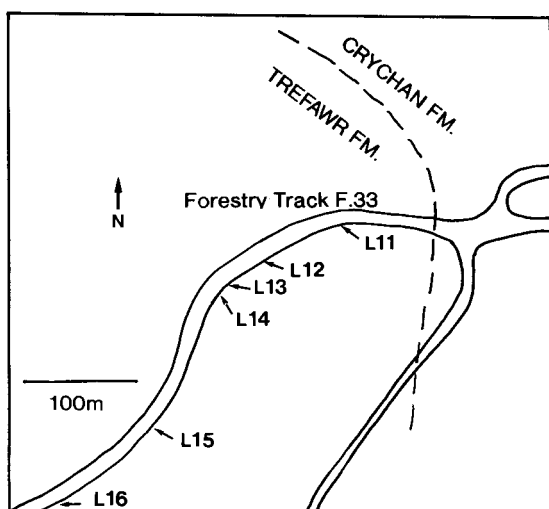 CRYCHAN FM.
TREFAWR FM.
N
Forestry Track F.33
L11
L12
L13
L14
100m
L15
L16